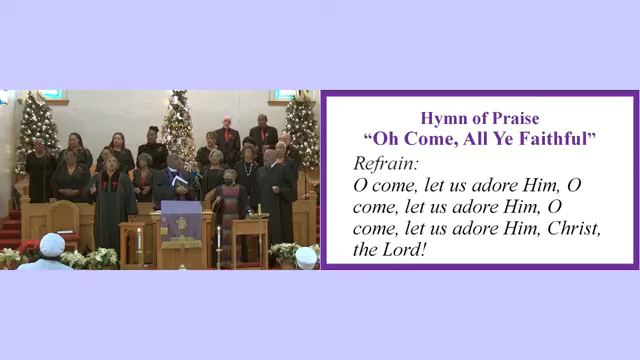 Hymn of Praise
“Oh Come, All Ye Faithful”
Refrain:
O come, let us adore Him, O
come, let us adore Him, O
come, let us adore Him, Christ,
the Lord!